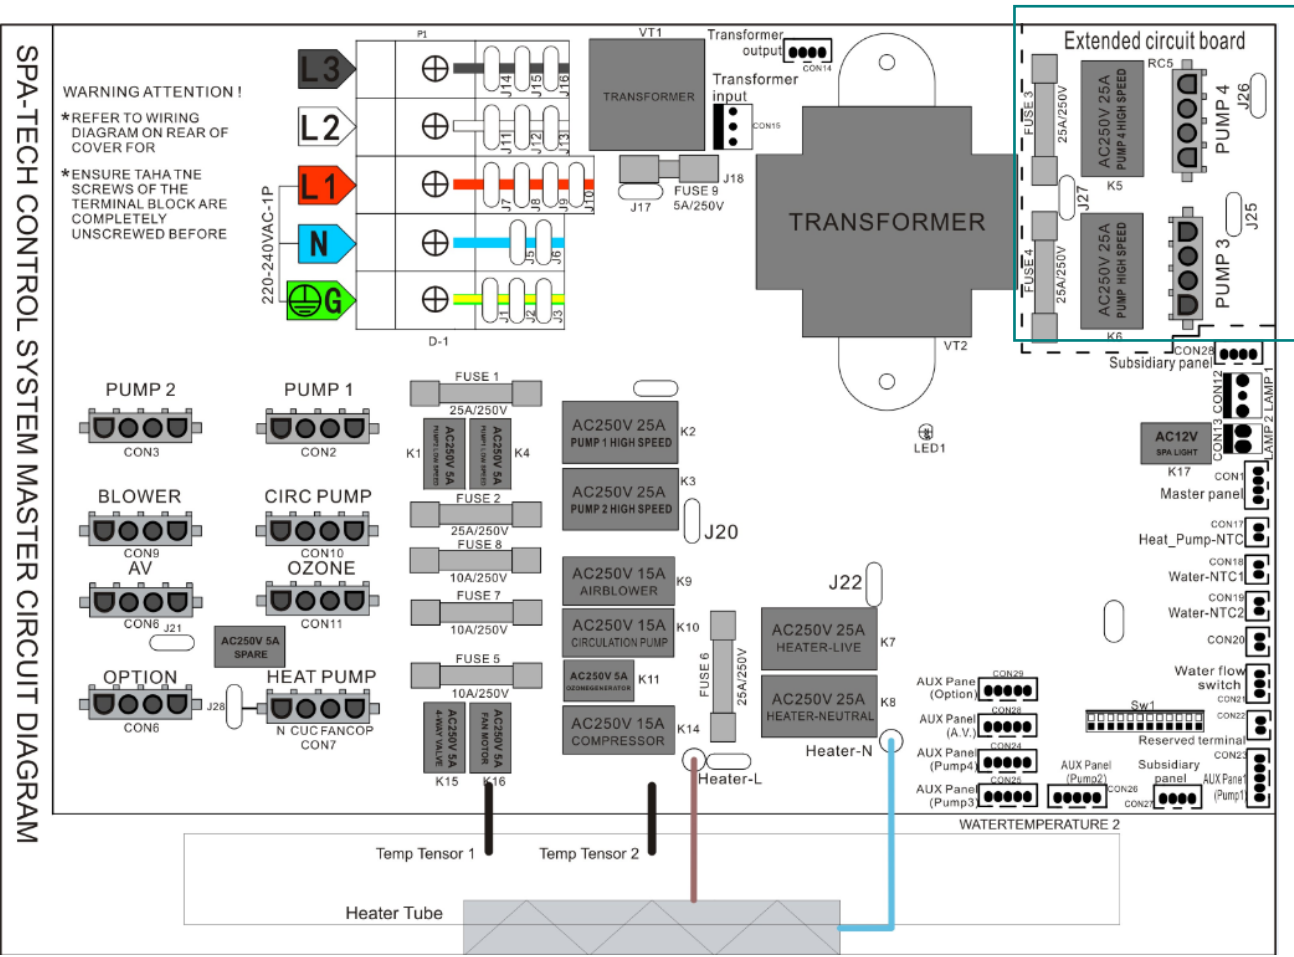 SPA-TECH CONTROL SYSTEM MASTER CIRCUIT DIAGRAM
WARNING ATTENTION !
*REFER TO WIRING
DIAGRAM ON REAR OF
COVER FOR
*ENSURE TAHA TNE
SCREWS OF THE
TERMINAL BLOCK ARE
COMPLETELY
UNSCREWED BEFORE
220-240VAC-1P
L3
L2
L1
N
G
P1
D-1
J14
J15
J16
J11
J12
J13
J7
J8
J9
J10
J5
J6
J1
J2
J3
VT1
TRANSFORMER
Transformer
output
CON14
Transformer
input
CON15
J17
J18
FUSE 9
5A/250V
TRANSFORMER
VT2
LED1
Extended circuit board
RC5
FUSE 3
25A/250V
AC250V 25A
PUMP 4 HIGH SPEED
K5
PUMP 4
J26
J27
FUSE 4
25A/250V
AC250V 25A
PUMP HIGH SPEED
K6
PUMP 3
J25
PUMP 2
CON3
PUMP 1
CON2
BLOWER
CON9
CIRC PUMP
CON10
AV
CON6
OZONE
CON11
J21
AC250V 5A
SPARE
OPTION
CON6
J28
HEAT PUMP
N CUC FANCOP
CON7
FUSE 1
25A/250V
K1
AC250V 5A
PUMP2 LOW SPEED
AC250V 5A
PUMP1 LOW SPEED
K4
FUSE 2
25A/250V
FUSE 8
10A/250V
FUSE 7
10A/250V
FUSE 5
10A/250V
AC250V 5A
4-WAY VALVE
K15
AC250V 5A
FAN MOTOR
K16
AC250V 25A
PUMP 1 HIGH SPEED
K2
AC250V 25A
PUMP 2 HIGH SPEED
K3
J20
AC250V 15A
AIRBLOWER
K9
AC250V 15A
CIRCULATION PUMP
K10
AC250V 5A
OZONEGENERATOR
K11
AC250V 15A
COMPRESSOR
K14
FUSE 6
25A/250V
J22
AC250V 25A
HEATER-LIVE
K7
AC250V 25A
HEATER-NEUTRAL
K8
Heater-N
Heater-L
CON28
Subsidiary panel
CON12
LAMP 1
CON13
LAMP 2
AC12V
SPA LIGHT
K17
CON1
Master panel
CON17
Heat_Pump-NTC
CON18
Water-NTC1
CON19
Water-NTC2
CON20
Water flow
switch
CON21
Sw1
CON22
Reserved terminal
CON23
AUX Pane1
(Pump1)
AUX Pane
(Option)
CON29
AUX Panel
(A.V.)
CON28
AUX Panel
(Pump4)
CON24
AUX Panel
(Pump3)
CON25
AUX Panel
(Pump2)
CON26
Subsidiary
panel
CON27
WATERTEMPERATURE 2
Temp Tensor 1
Temp Tensor 2
Heater Tube